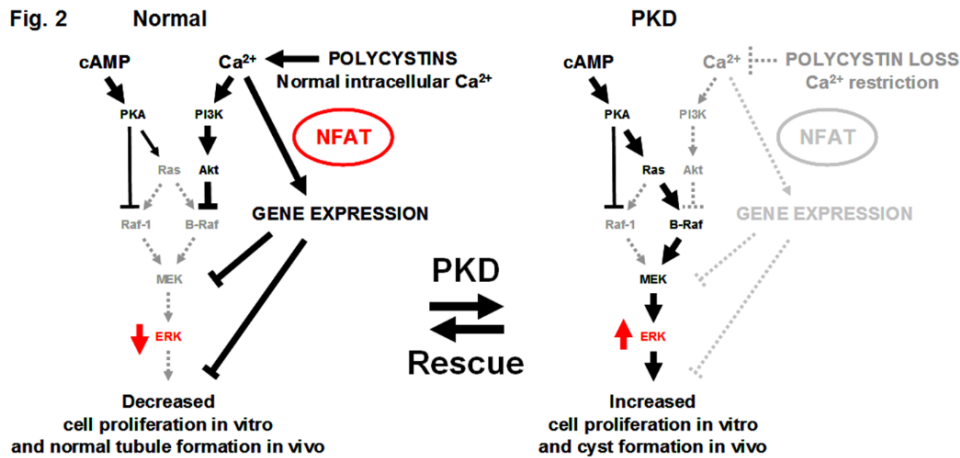 Fig. 2
Normal
cAMP
Ca²⁺
POLYCYSTINS
Normal intracellular Ca²⁺
PKA
PI3K
NFAT
Ras
Akt
Raf-1
B-Raf
GENE EXPRESSION
MEK
ERK
Decreased
cell proliferation in vitro
and normal tubule formation in vivo
PKD
Rescue
PKD
cAMP
Ca²⁺
POLYCYSTIN LOSS
Ca²⁺ restriction
PKA
PI3K
NFAT
Ras
Akt
Raf-1
B-Raf
GENE EXPRESSION
MEK
ERK
Increased
cell proliferation in vitro
and cyst formation in vivo